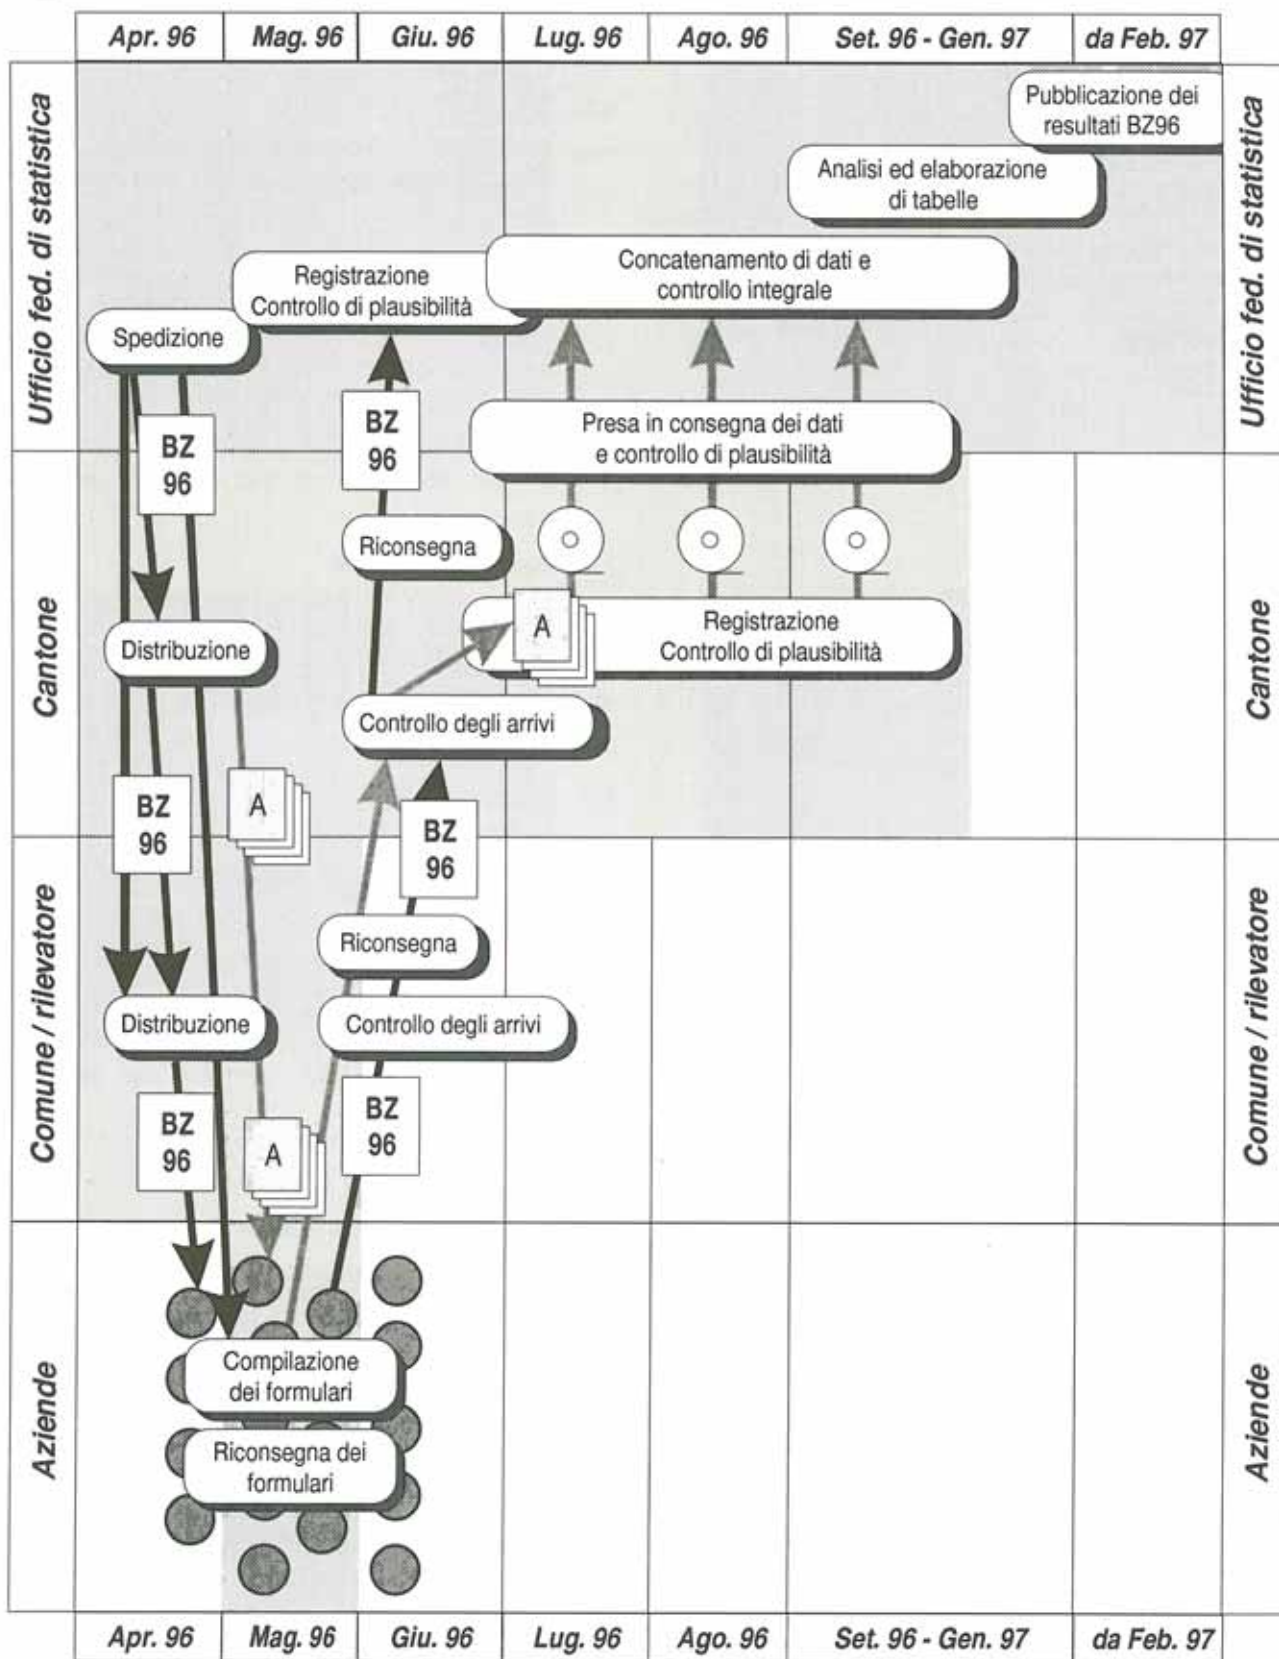 Apr. 96 Mag. 96 Giu. 96 Lug. 96 Ago. 96 Set. 96 - Gen. 97 da Feb. 97
Ufficio fed. di statistica
Ufficio fed. di statistica
Pubblicazione dei
resultati BZ96
Analisi ed elaborazione
di tabelle
Concatenamento di dati e
controllo integrale
Registrazione
Controllo di plausibilità
Spedizione
BZ
96
BZ
96
Presa in consegna dei dati
e controllo di plausibilità
Cantone
Cantone
Riconsegna
Distribuzione
A
Registrazione
Controllo di plausibilità
Controllo degli arrivi
BZ
96
A
BZ
96
Comune / rilevatore
Comune / rilevatore
Riconsegna
Distribuzione
Controllo degli arrivi
BZ
96
A
BZ
96
Aziende
Aziende
Compilazione
dei formulari
Riconsegna dei
formulari
Apr. 96 Mag. 96 Giu. 96 Lug. 96 Ago. 96 Set. 96 - Gen. 97 da Feb. 97